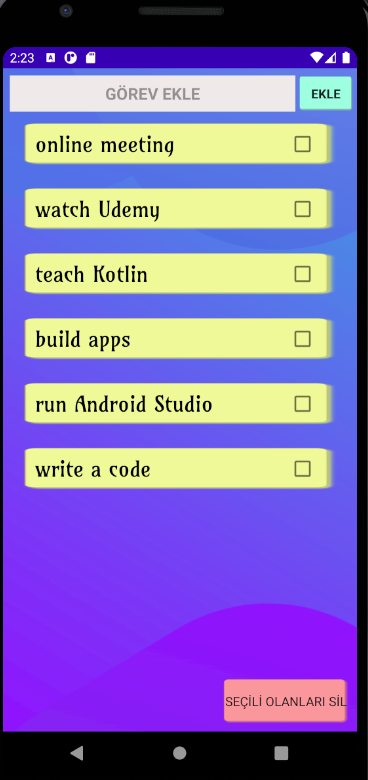 2:23
GÖREV EKLE
EKLE
online meeting
watch Udemy
teach Kotlin
build apps
run Android Studio
write a code
SEÇİLİ OLANLARI SİL